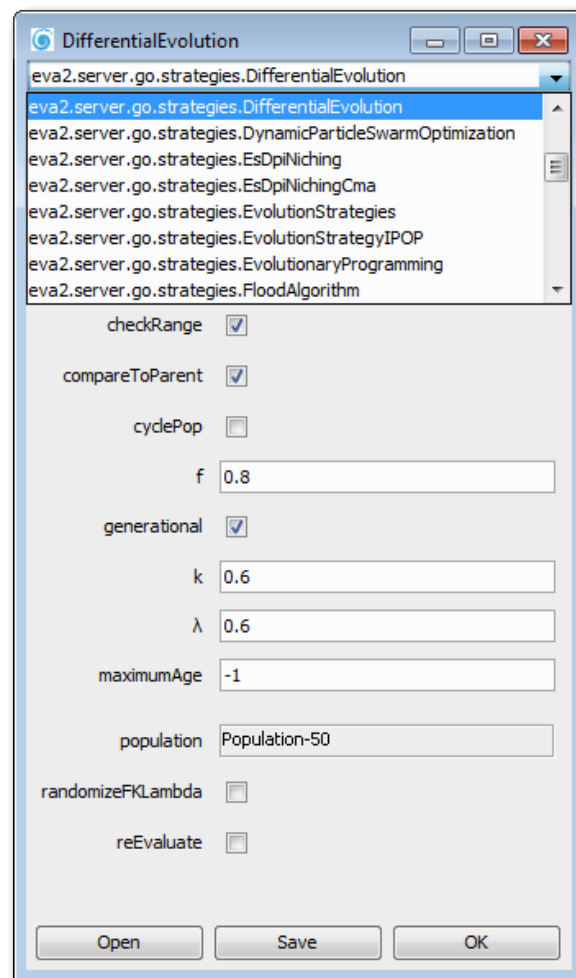 DifferentialEvolution
eva2.server.go.strategies.DifferentialEvolution
eva2.server.go.strategies.DifferentialEvolution
eva2.server.go.strategies.DynamicParticleSwarmOptimization
eva2.server.go.strategies.EsDpiNiching
eva2.server.go.strategies.EsDpiNichingCma
eva2.server.go.strategies.EvolutionStrategies
eva2.server.go.strategies.EvolutionStrategyIPOP
eva2.server.go.strategies.EvolutionaryProgramming
eva2.server.go.strategies.FloodAlgorithm
checkRange
compareToParent
cyclePop
f 0.8
generational
k 0.6
λ 0.6
maximumAge -1
population Population-50
randomizeFKLambda
reEvaluate
Open Save OK